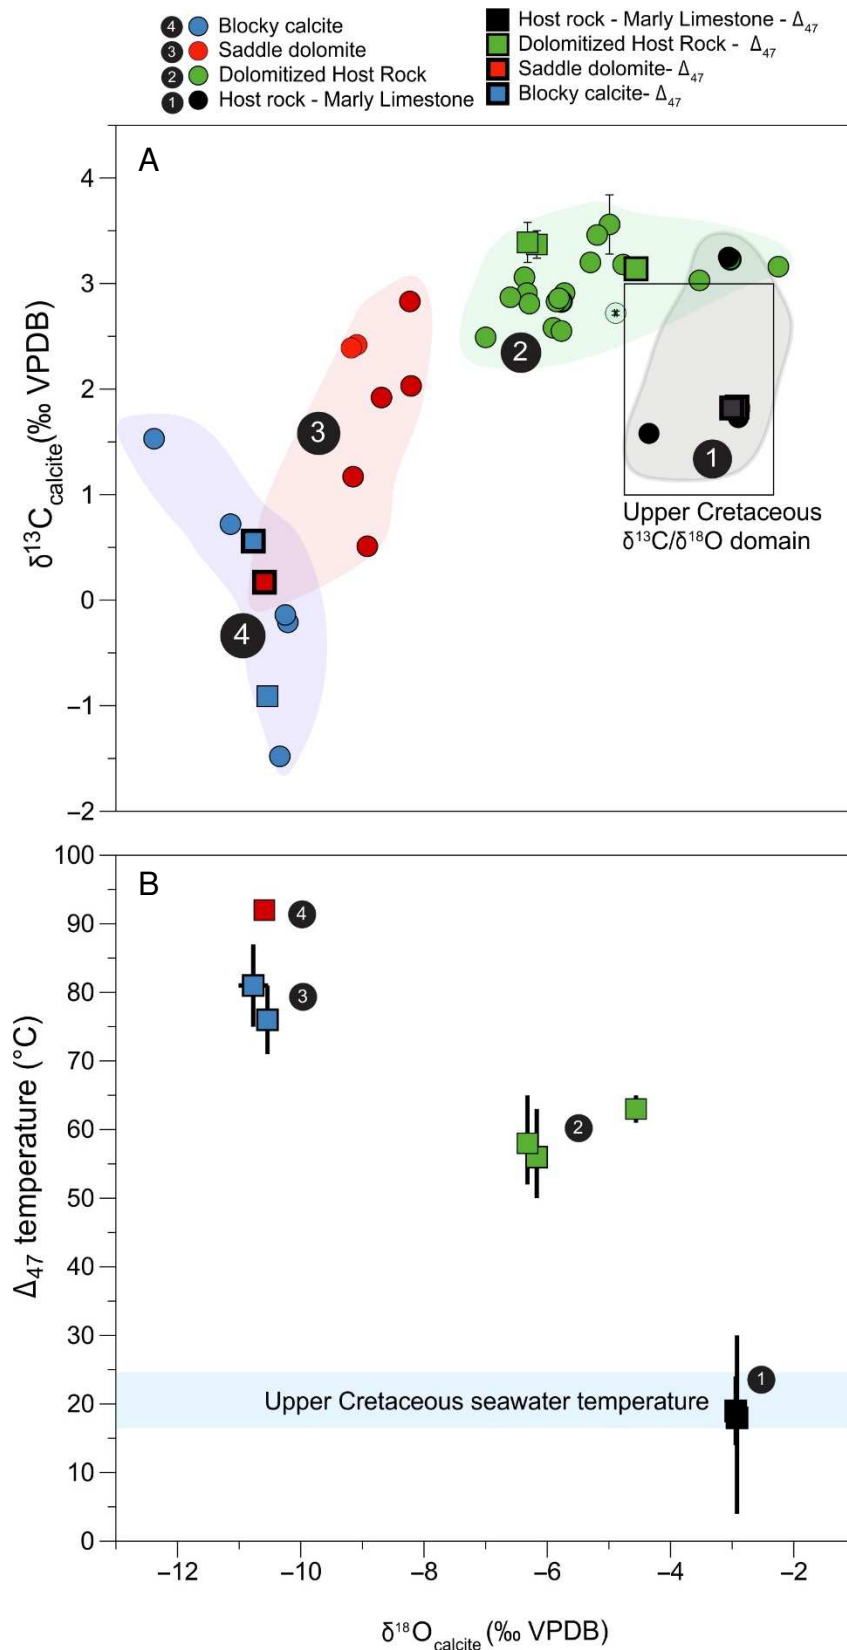 4 Blocky calcite
3 Saddle dolomite
2 Dolomitized Host Rock
1 Host rock - Marly Limestone
Host rock - Marly Limestone - Δ47
Dolomitized Host Rock - Δ47
Saddle dolomite- Δ47
Blocky calcite- Δ47
A
4
3
2
1
0
−1
−2
δ13Ccalcite(‰ VPDB)
2
3
1
4
Upper Cretaceous
δ13C/δ18O domain
B
100
90
80
70
60
50
40
30
20
10
0
Δ47 temperature (°C)
4
3
2
1
Upper Cretaceous seawater temperature
−12
−10
−8
−6
−4
−2
δ18Ocalcite (‰ VPDB)